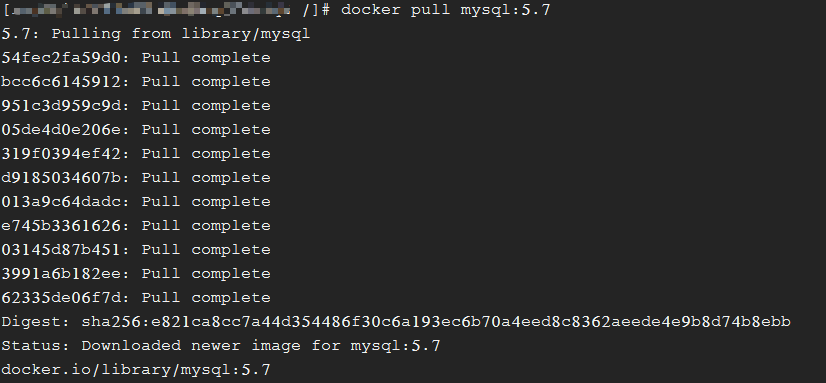 /]# docker pull mysql:5.7
5.7: Pulling from library/mysql
54fec2fa59d0: Pull complete
bcc6c6145912: Pull complete
951c3d959c9d: Pull complete
05de4d0e206e: Pull complete
319f0394ef42: Pull complete
d9185034607b: Pull complete
013a9c64dadc: Pull complete
e745b3361626: Pull complete
03145d87b451: Pull complete
3991a6b182ee: Pull complete
62335de06f7d: Pull complete
Digest: sha256:e821ca8cc7a44d354486f30c6a193ec6b70a4eed8c8362aeede4e9b8d74b8ebb
Status: Downloaded newer image for mysql:5.7
docker.io/library/mysql:5.7